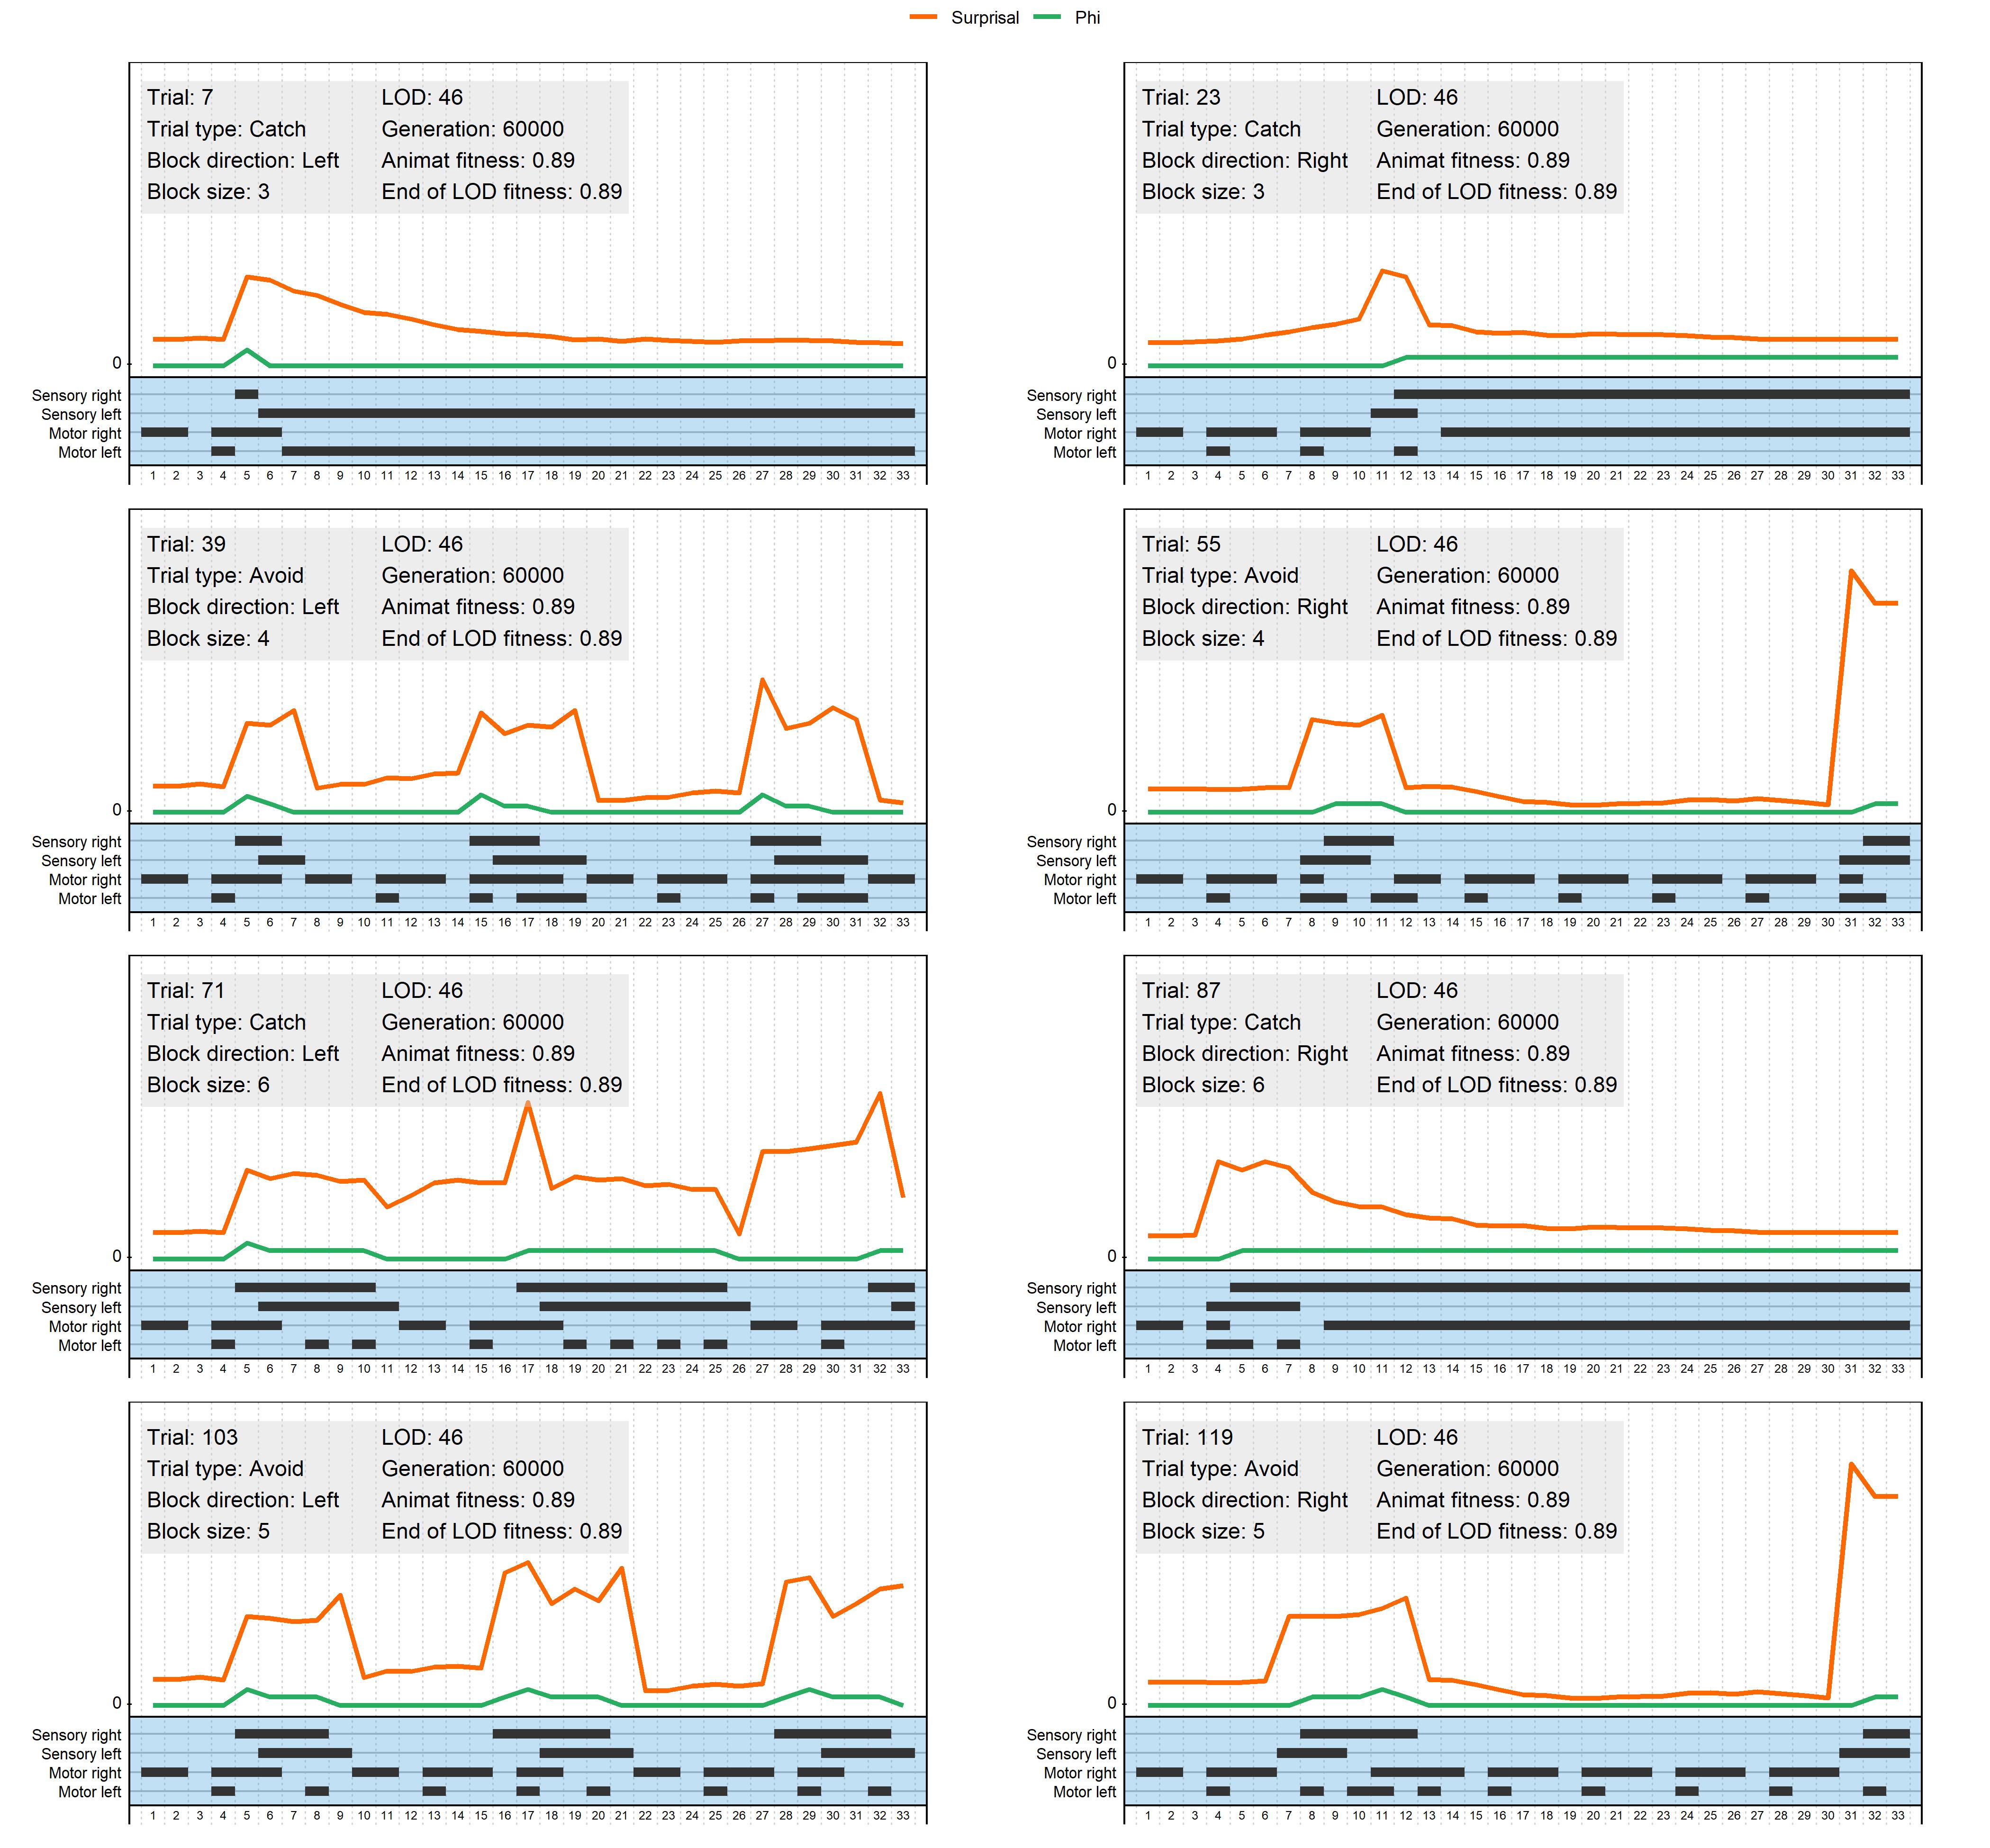 Surprisal Phi
Trial: 7 LOD: 46
Trial type: Catch Generation: 60000
Block direction: Left Animat fitness: 0.89
Block size: 3 End of LOD fitness: 0.89
0
Sensory right
Sensory left
Motor right
Motor left
1 2 3 4 5 6 7 8 9 10 11 12 13 14 15 16 17 18 19 20 21 22 23 24 25 26 27 28 29 30 31 32 33
Trial: 23 LOD: 46
Trial type: Catch Generation: 60000
Block direction: Right Animat fitness: 0.89
Block size: 3 End of LOD fitness: 0.89
0
Sensory right
Sensory left
Motor right
Motor left
1 2 3 4 5 6 7 8 9 10 11 12 13 14 15 16 17 18 19 20 21 22 23 24 25 26 27 28 29 30 31 32 33
Trial: 39 LOD: 46
Trial type: Avoid Generation: 60000
Block direction: Left Animat fitness: 0.89
Block size: 4 End of LOD fitness: 0.89
0
Sensory right
Sensory left
Motor right
Motor left
1 2 3 4 5 6 7 8 9 10 11 12 13 14 15 16 17 18 19 20 21 22 23 24 25 26 27 28 29 30 31 32 33
Trial: 55 LOD: 46
Trial type: Avoid Generation: 60000
Block direction: Right Animat fitness: 0.89
Block size: 4 End of LOD fitness: 0.89
0
Sensory right
Sensory left
Motor right
Motor left
1 2 3 4 5 6 7 8 9 10 11 12 13 14 15 16 17 18 19 20 21 22 23 24 25 26 27 28 29 30 31 32 33
Trial: 71 LOD: 46
Trial type: Catch Generation: 60000
Block direction: Left Animat fitness: 0.89
Block size: 6 End of LOD fitness: 0.89
0
Sensory right
Sensory left
Motor right
Motor left
1 2 3 4 5 6 7 8 9 10 11 12 13 14 15 16 17 18 19 20 21 22 23 24 25 26 27 28 29 30 31 32 33
Trial: 87 LOD: 46
Trial type: Catch Generation: 60000
Block direction: Right Animat fitness: 0.89
Block size: 6 End of LOD fitness: 0.89
0
Sensory right
Sensory left
Motor right
Motor left
1 2 3 4 5 6 7 8 9 10 11 12 13 14 15 16 17 18 19 20 21 22 23 24 25 26 27 28 29 30 31 32 33
Trial: 103 LOD: 46
Trial type: Avoid Generation: 60000
Block direction: Left Animat fitness: 0.89
Block size: 5 End of LOD fitness: 0.89
0
Sensory right
Sensory left
Motor right
Motor left
1 2 3 4 5 6 7 8 9 10 11 12 13 14 15 16 17 18 19 20 21 22 23 24 25 26 27 28 29 30 31 32 33
Trial: 119 LOD: 46
Trial type: Avoid Generation: 60000
Block direction: Right Animat fitness: 0.89
Block size: 5 End of LOD fitness: 0.89
0
Sensory right
Sensory left
Motor right
Motor left
1 2 3 4 5 6 7 8 9 10 11 12 13 14 15 16 17 18 19 20 21 22 23 24 25 26 27 28 29 30 31 32 33